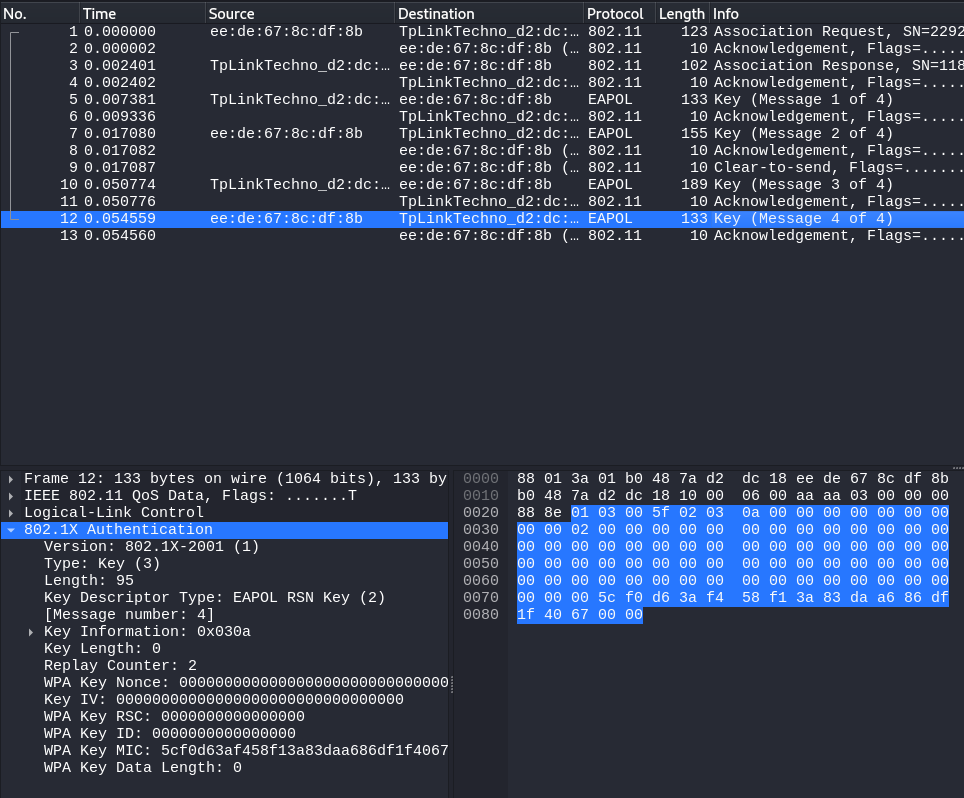 No. Time Source Destination Protocol Length Info
1 0.000000 ee:de:67:8c:df:8b TpLinkTechno_d2:dc:… 802.11 123 Association Request, SN=2292
2 0.000002 ee:de:67:8c:df:8b (… 802.11 10 Acknowledgement, Flags=.....
3 0.002401 TpLinkTechno_d2:dc:… ee:de:67:8c:df:8b 802.11 102 Association Response, SN=118
4 0.002402 TpLinkTechno_d2:dc:… 802.11 10 Acknowledgement, Flags=.....
5 0.007381 TpLinkTechno_d2:dc:… ee:de:67:8c:df:8b EAPOL 133 Key (Message 1 of 4)
6 0.009336 TpLinkTechno_d2:dc:… 802.11 10 Acknowledgement, Flags=.....
7 0.017080 ee:de:67:8c:df:8b TpLinkTechno_d2:dc:… EAPOL 155 Key (Message 2 of 4)
8 0.017082 ee:de:67:8c:df:8b (… 802.11 10 Acknowledgement, Flags=.....
9 0.017087 ee:de:67:8c:df:8b (… 802.11 10 Clear-to-send, Flags=.......
10 0.050774 TpLinkTechno_d2:dc:… ee:de:67:8c:df:8b EAPOL 189 Key (Message 3 of 4)
11 0.050776 TpLinkTechno_d2:dc:… 802.11 10 Acknowledgement, Flags=.....
12 0.054559 ee:de:67:8c:df:8b TpLinkTechno_d2:dc:… EAPOL 133 Key (Message 4 of 4)
13 0.054560 ee:de:67:8c:df:8b (… 802.11 10 Acknowledgement, Flags=.....
Frame 12: 133 bytes on wire (1064 bits), 133 by
IEEE 802.11 QoS Data, Flags: .......T
Logical-Link Control
802.1X Authentication
Version: 802.1X-2001 (1)
Type: Key (3)
Length: 95
Key Descriptor Type: EAPOL RSN Key (2)
[Message number: 4]
Key Information: 0x030a
Key Length: 0
Replay Counter: 2
WPA Key Nonce: 000000000000000000000000000000
Key IV: 00000000000000000000000000000000
WPA Key RSC: 0000000000000000
WPA Key ID: 0000000000000000
WPA Key MIC: 5cf0d63af458f13a83daa686df1f4067
WPA Key Data Length: 0
0000 88 01 3a 01 b0 48 7a d2 dc 18 ee de 67 8c df 8b
0010 b0 48 7a d2 dc 18 10 00 06 00 aa aa 03 00 00 00
0020 88 8e 01 03 00 5f 02 03 0a 00 00 00 00 00 00 00
0030 00 00 02 00 00 00 00 00 00 00 00 00 00 00 00 00
0040 00 00 00 00 00 00 00 00 00 00 00 00 00 00 00 00
0050 00 00 00 00 00 00 00 00 00 00 00 00 00 00 00 00
0060 00 00 00 00 00 00 00 00 00 00 00 00 00 00 00 00
0070 00 00 00 5c f0 d6 3a f4 58 f1 3a 83 da a6 86 df
0080 1f 40 67 00 00